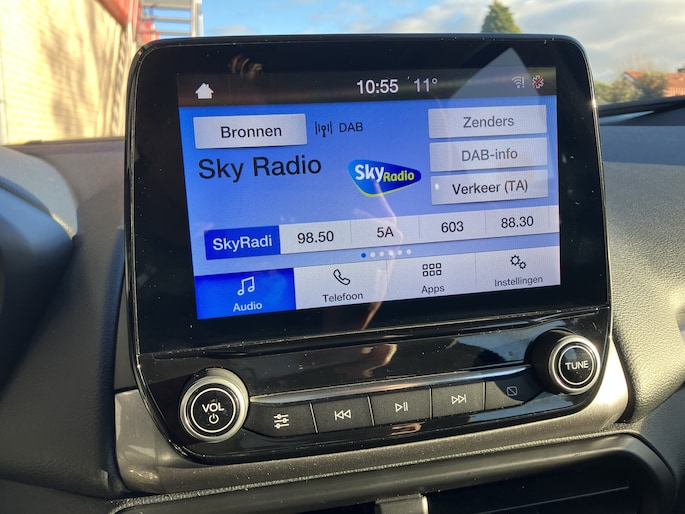 10:55 11°
Bronnen
DAB
Zenders
Sky Radio
Sky Radio
DAB-info
Verkeer (TA)
SkyRadi 98.50 5A 603 88.30
Audio Telefoon Apps Instellingen
VOL
TUNE